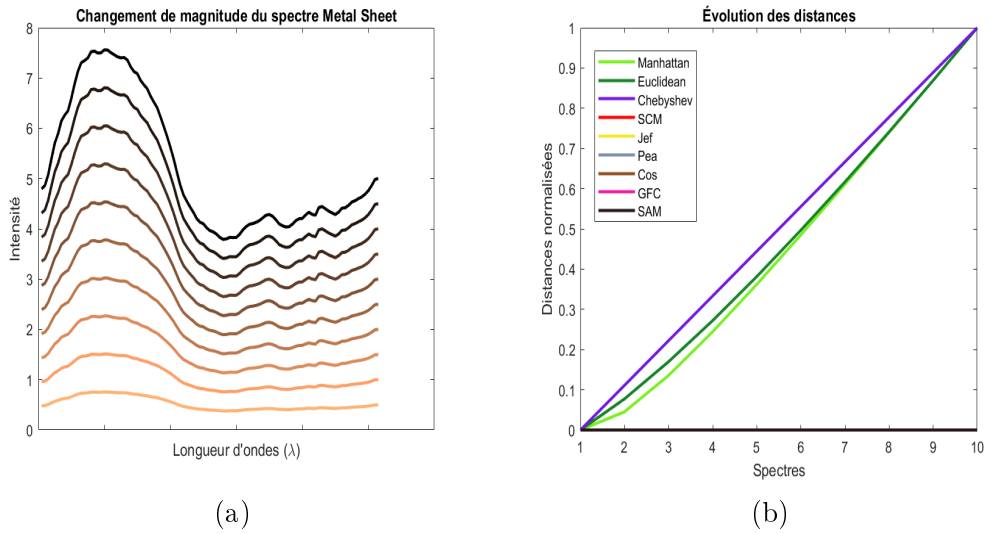 Changement de magnitude du spectre Metal Sheet
8
7
6
5
4
3
2
1
0
Intensité
Longueur d'ondes (λ)
(a)
Évolution des distances
1
0.9
0.8
0.7
0.6
0.5
0.4
0.3
0.2
0.1
0
Distances normalisées
Manhattan
Euclidean
Chebyshev
SCM
Jef
Pea
Cos
GFC
SAM
1 2 3 4 5 6 7 8 9 10
Spectres
(b)